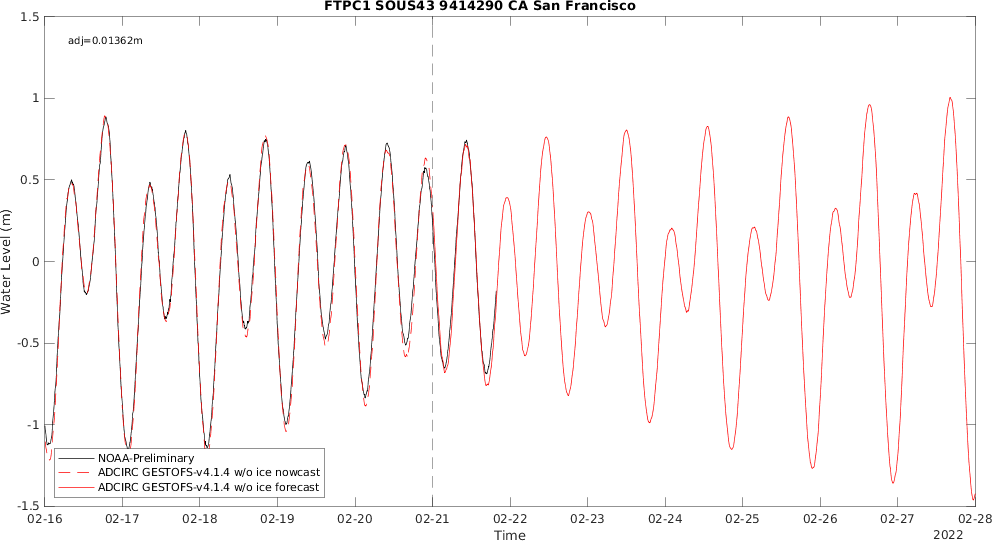 FTPC1 SOUS43 9414290 CA San Francisco
1.5
adj=0.01362m
1
0.5
0
-0.5
-1
-1.5
Water Level (m)
NOAA-Preliminary
ADCIRC GESTOFS-v4.1.4 w/o ice nowcast
ADCIRC GESTOFS-v4.1.4 w/o ice forecast
02-16 02-17 02-18 02-19 02-20 02-21 02-22 02-23 02-24 02-25 02-26 02-27 02-28
Time
2022